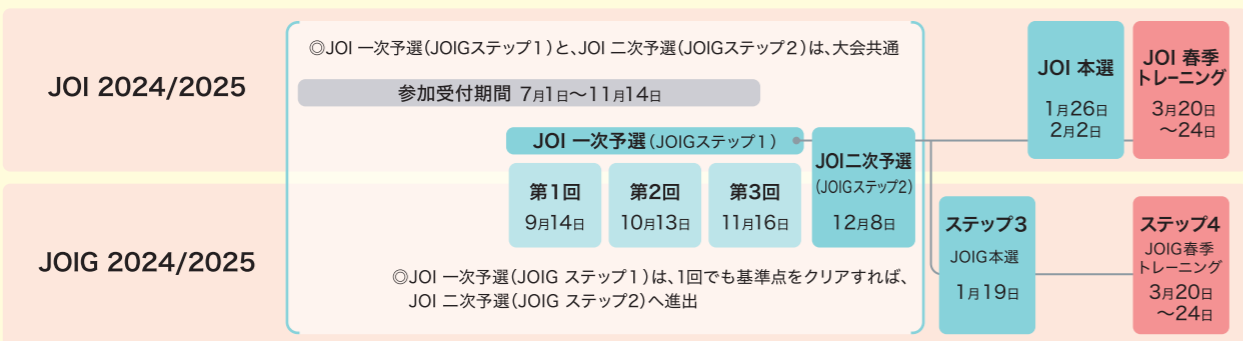 ◎JOI 一次予選(JOIGステップ1)と、JOI 二次予選(JOIGステップ2)は、大会共通
JOI 2024/2025
参加受付期間 7月1日〜11月14日
JOI 一次予選(JOIGステップ1)
第1回
9月14日
第2回
10月13日
第3回
11月16日
JOI二次予選
(JOIGステップ2)
12月8日
JOI 本選
1月26日
2月2日
JOI 春季
トレーニング
3月20日
〜24日
JOIG 2024/2025
◎JOI 一次予選(JOIG ステップ1)は、1回でも基準点をクリアすれば、
JOI 二次予選(JOIG ステップ2)へ進出
ステップ3
JOIG本選
1月19日
ステップ4
JOIG春季
トレーニング
3月20日
〜24日